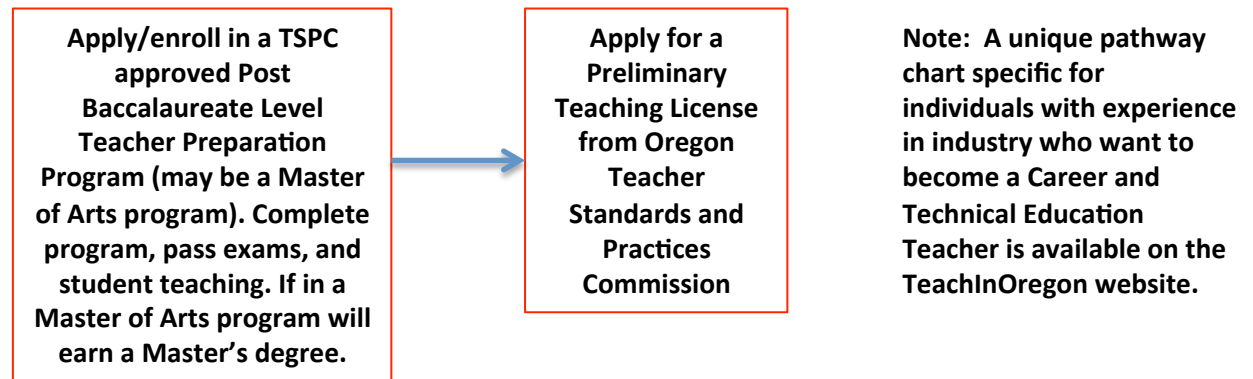 Apply/enroll in a TSPC
approved Post
Baccalaureate Level
Teacher Preparation
Program (may be a Master
of Arts program). Complete
program, pass exams, and
student teaching. If in a
Master of Arts program will
earn a Master’s degree.
Apply for a
Preliminary
Teaching License
from Oregon
Teacher
Standards and
Practices
Commission
Note:  A unique pathway
chart specific for
individuals with experience
in industry who want to
become a Career and
Technical Education
Teacher is available on the
TeachInOregon website.